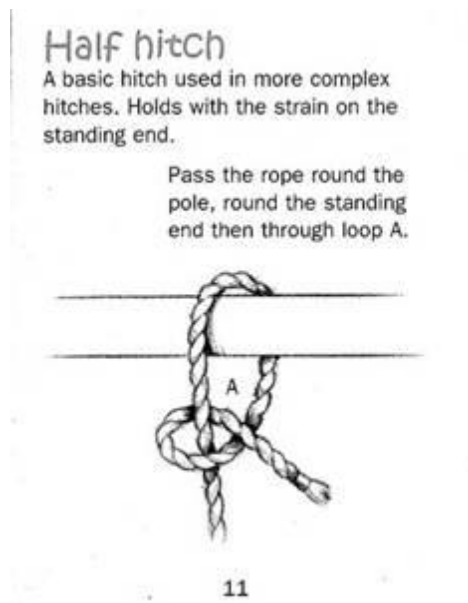 Half hitch
A basic hitch used in more complex
hitches. Holds with the strain on the
standing end.
Pass the rope round the
pole, round the standing
end then through loop A.
A
11